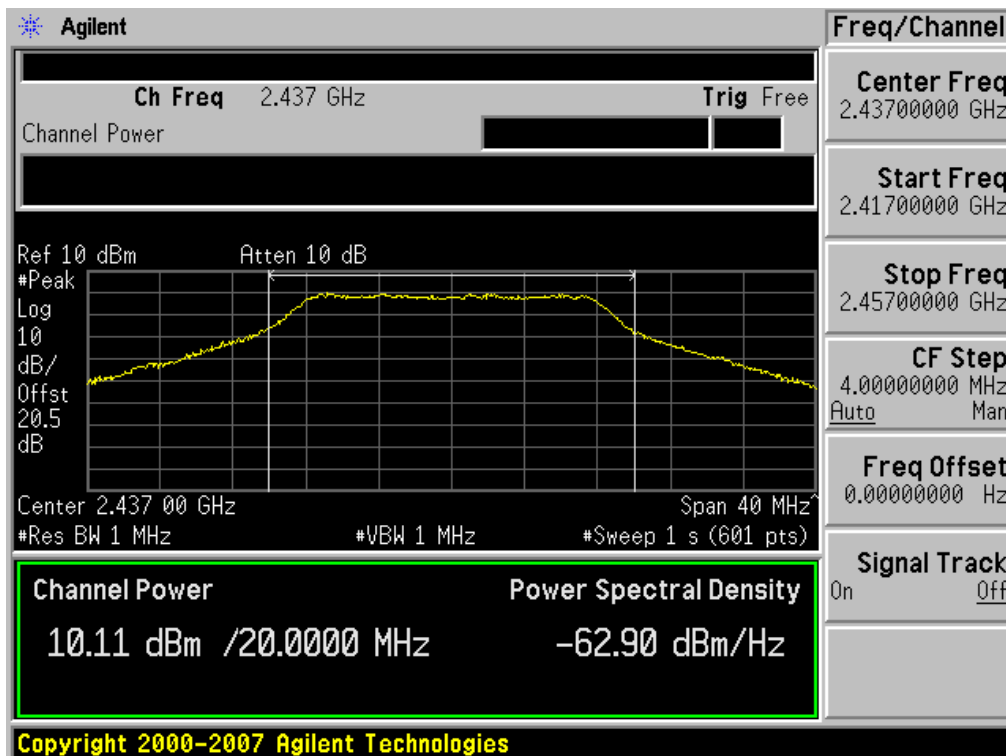 Agilent
Freq/Channel
Ch Freq 2.437 GHz
Trig Free
Channel Power
Ref 10 dBm
Atten 10 dB
#Peak
Log
10
dB/
Offst
20.5
dB
Center 2.437 00 GHz
Span 40 MHz^
#Res BW 1 MHz
#VBW 1 MHz
#Sweep 1 s (601 pts)
Channel Power
Power Spectral Density
10.11 dBm /20.0000 MHz
-62.90 dBm/Hz
Center Freq
2.43700000 GHz
Start Freq
2.41700000 GHz
Stop Freq
2.45700000 GHz
CF Step
4.00000000 MHz
Auto Man
Freq Offset
0.00000000 Hz
Signal Track
On Off
Copyright 2000-2007 Agilent Technologies